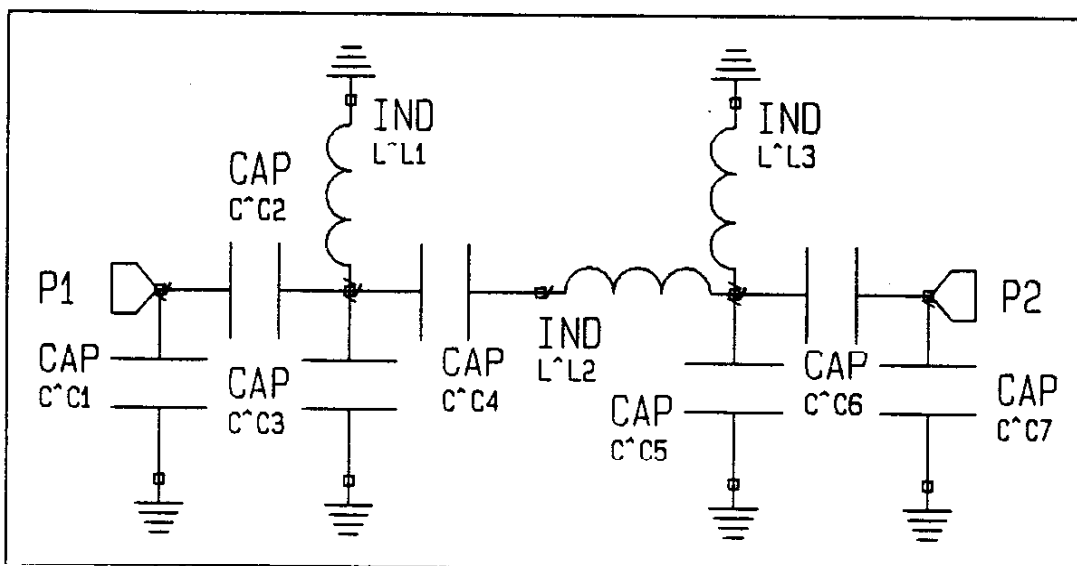 IND
L^L1
IND
L^L3
CAP
C^C2
P1
P2
IND
L^L2
CAP
C^C1
CAP
C^C3
CAP
C^C4
CAP
C^C5
CAP
C^C6
CAP
C^C7